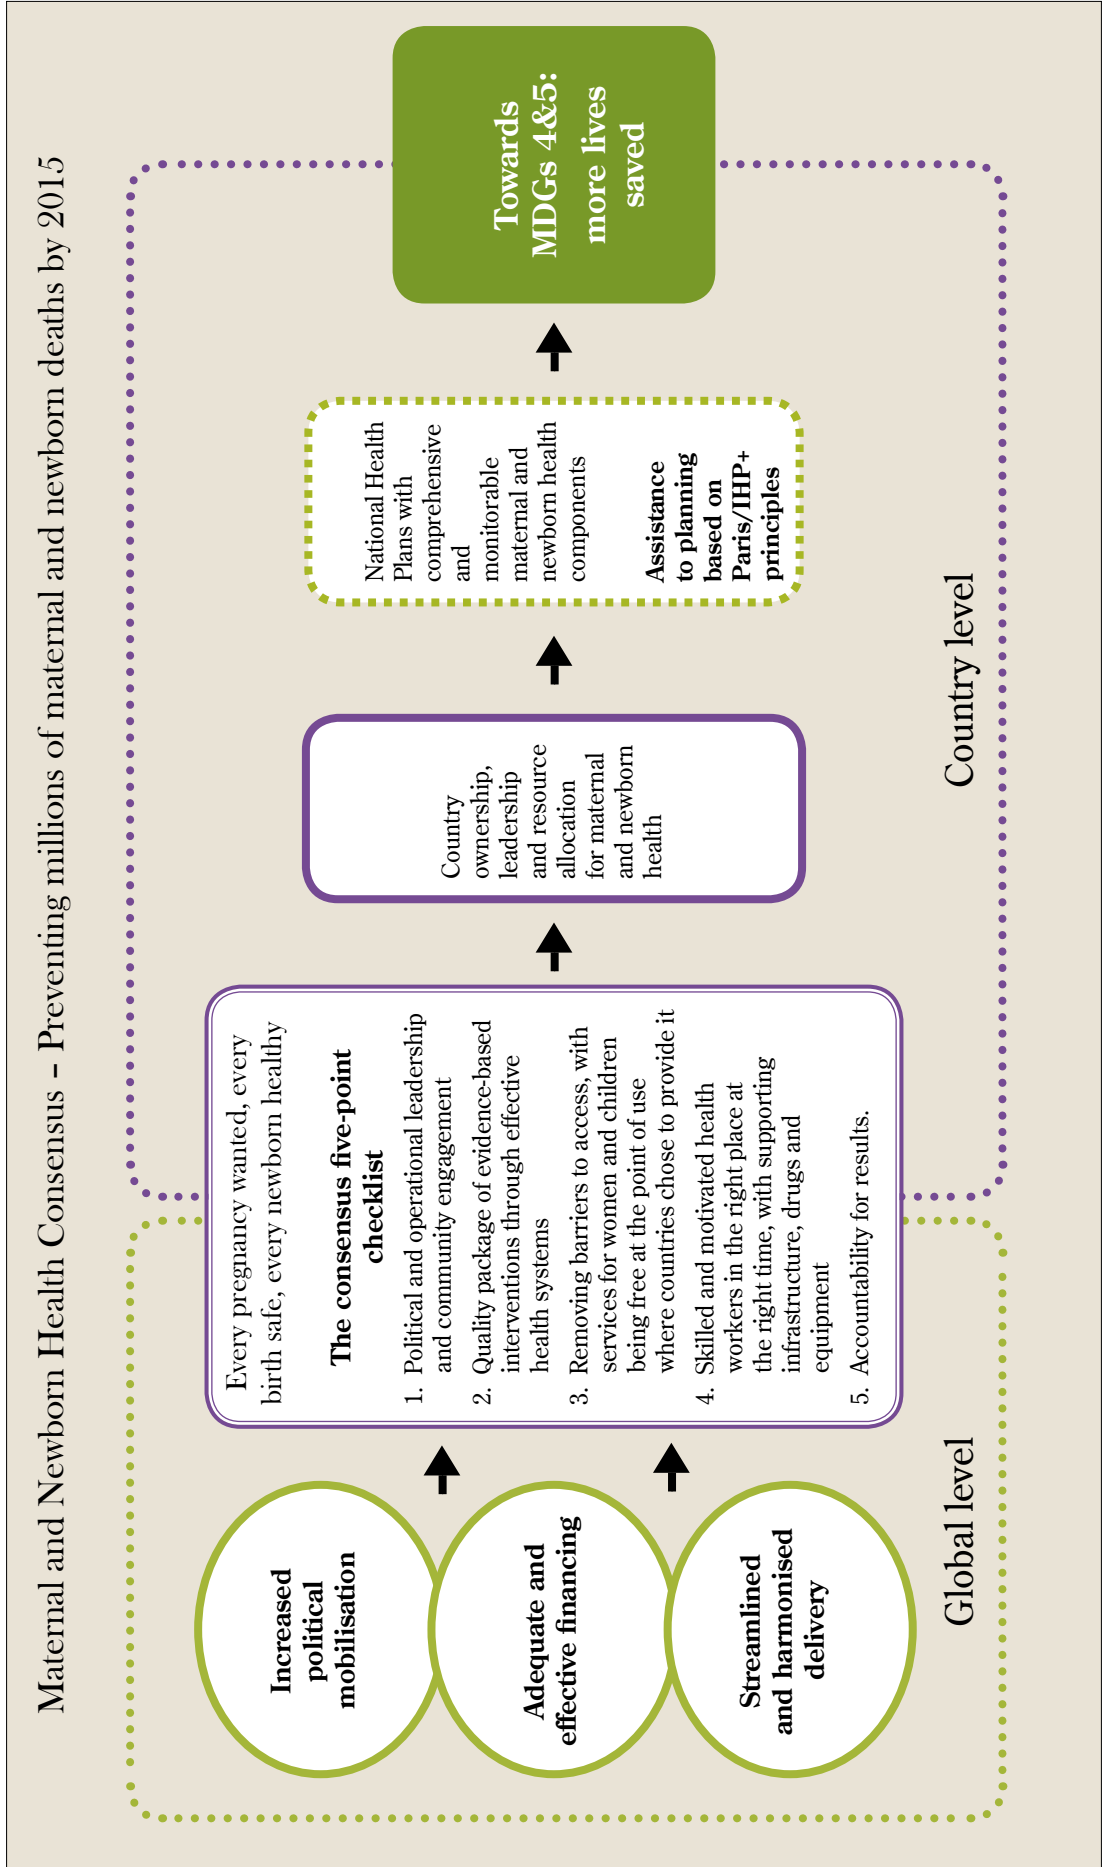 Maternal and Newborn Health Consensus – Preventing millions of maternal and newborn deaths by 2015
Increased
political
mobilisation
Adequate and
effective financing
Streamlined
and harmonised
delivery
Global level
Every pregnancy wanted, every
birth safe, every newborn healthy
The consensus five-point
checklist
1. Political and operational leadership
and community engagement
2. Quality package of evidence-based
interventions through effective
health systems
3. Removing barriers to access, with
services for women and children
being free at the point of use
where countries chose to provide it
4. Skilled and motivated health
workers in the right place at
the right time, with supporting
infrastructure, drugs and
equipment
5. Accountability for results.
Country
ownership,
leadership
and resource
allocation
for maternal
and newborn
health
National Health
Plans with
comprehensive
and
monitorable
maternal and
newborn health
components
Assistance
to planning
based on
Paris/IHP+
principles
Towards
MDGs 4&5:
more lives
saved
Country level